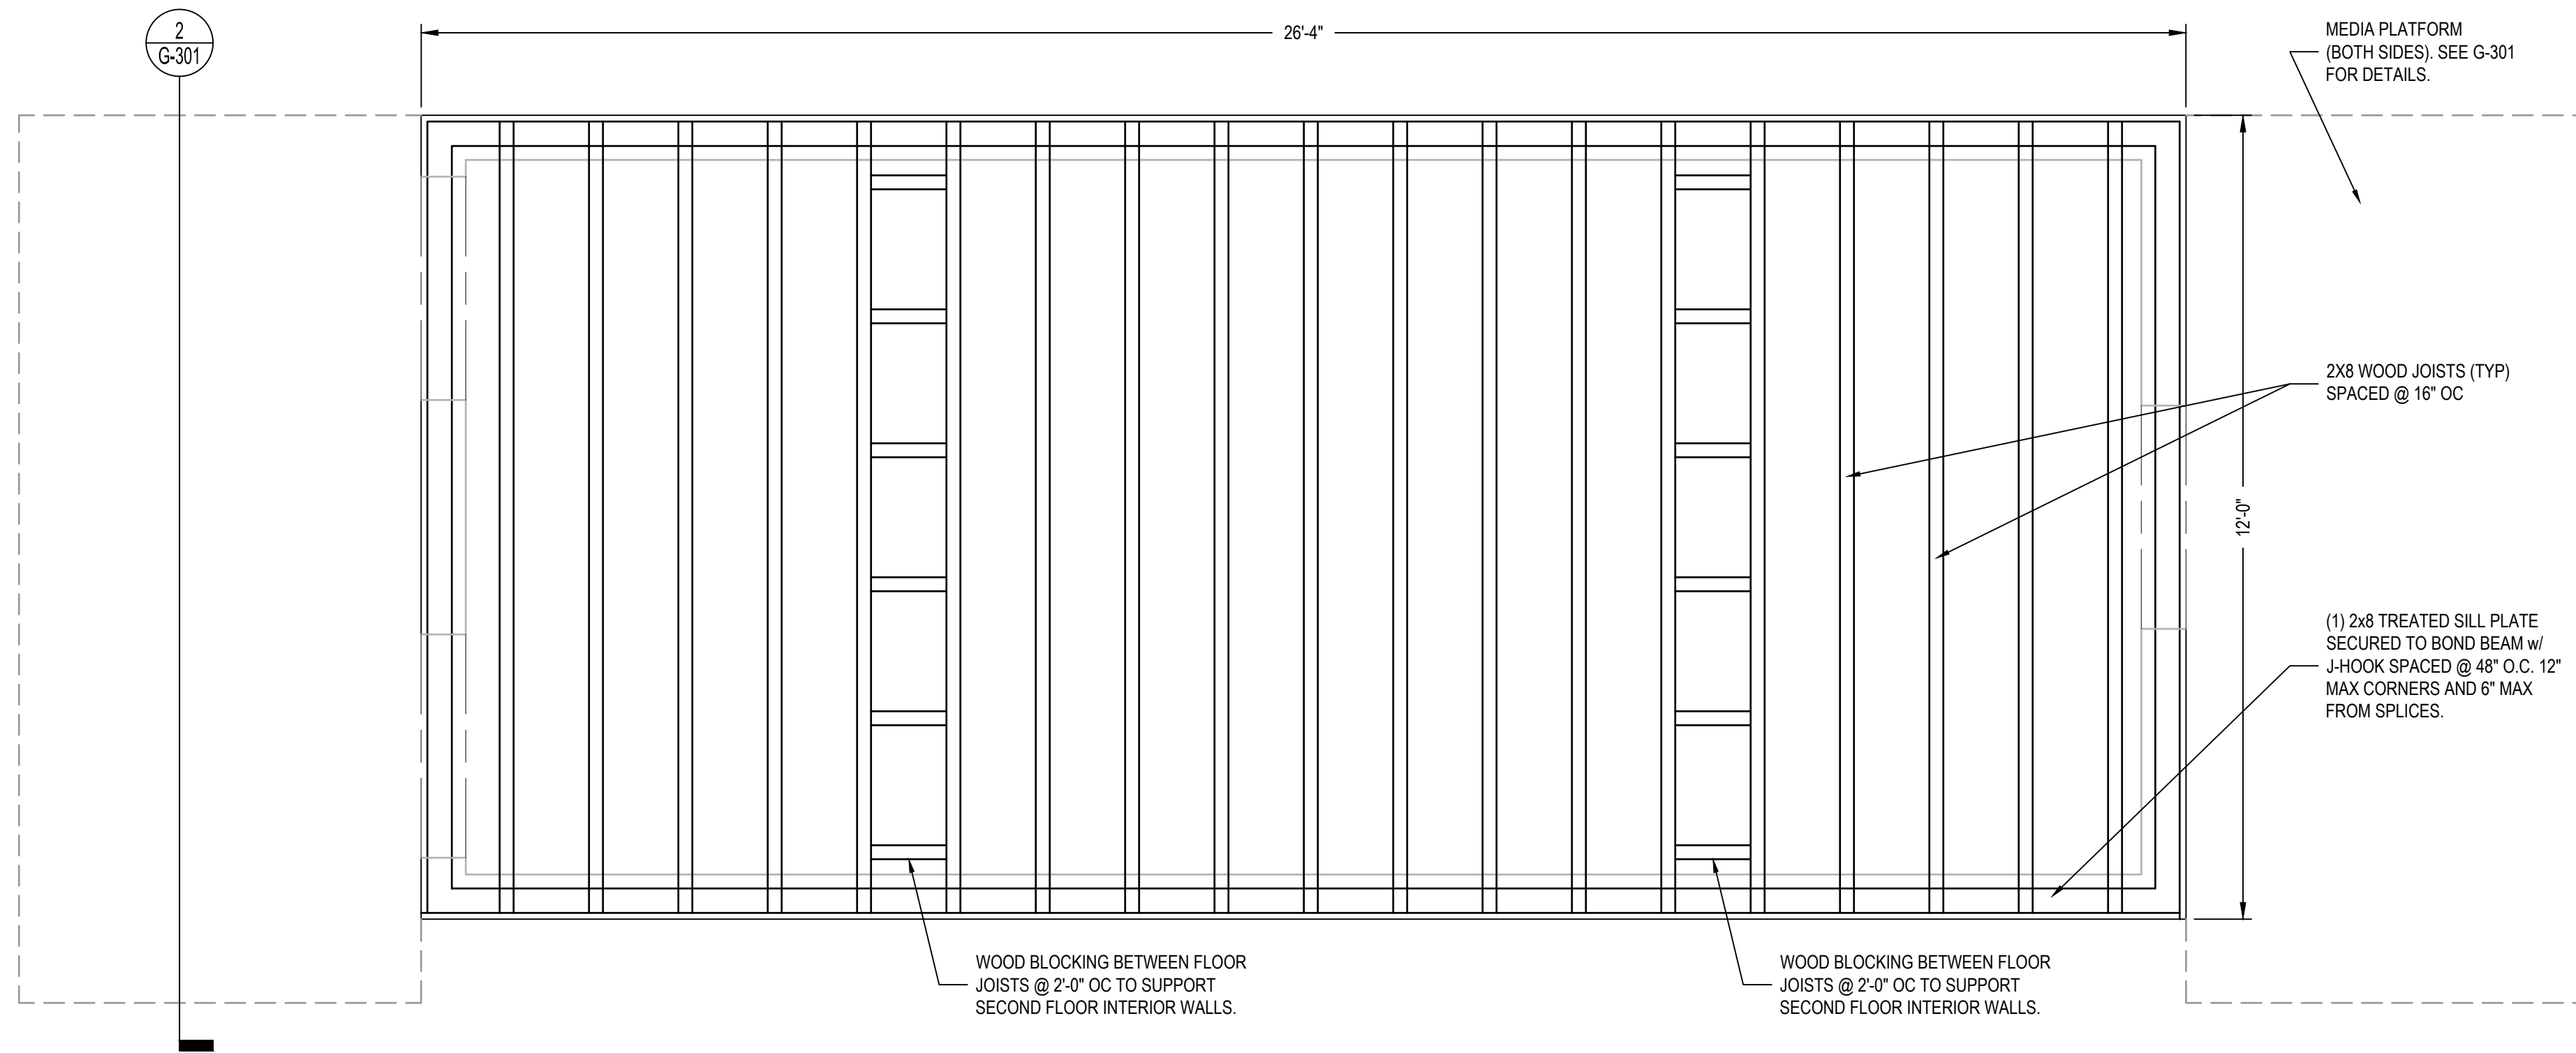 2
G-301
26'-4"
MEDIA PLATFORM
(BOTH SIDES). SEE G-301
FOR DETAILS.
2X8 WOOD JOISTS (TYP)
SPACED @ 16" OC
12'-0"
(1) 2x8 TREATED SILL PLATE
SECURED TO BOND BEAM w/
J-HOOK SPACED @ 48" O.C. 12"
MAX CORNERS AND 6" MAX
FROM SPLICES.
WOOD BLOCKING BETWEEN FLOOR
JOISTS @ 2'-0" OC TO SUPPORT
SECOND FLOOR INTERIOR WALLS.
WOOD BLOCKING BETWEEN FLOOR
JOISTS @ 2'-0" OC TO SUPPORT
SECOND FLOOR INTERIOR WALLS.